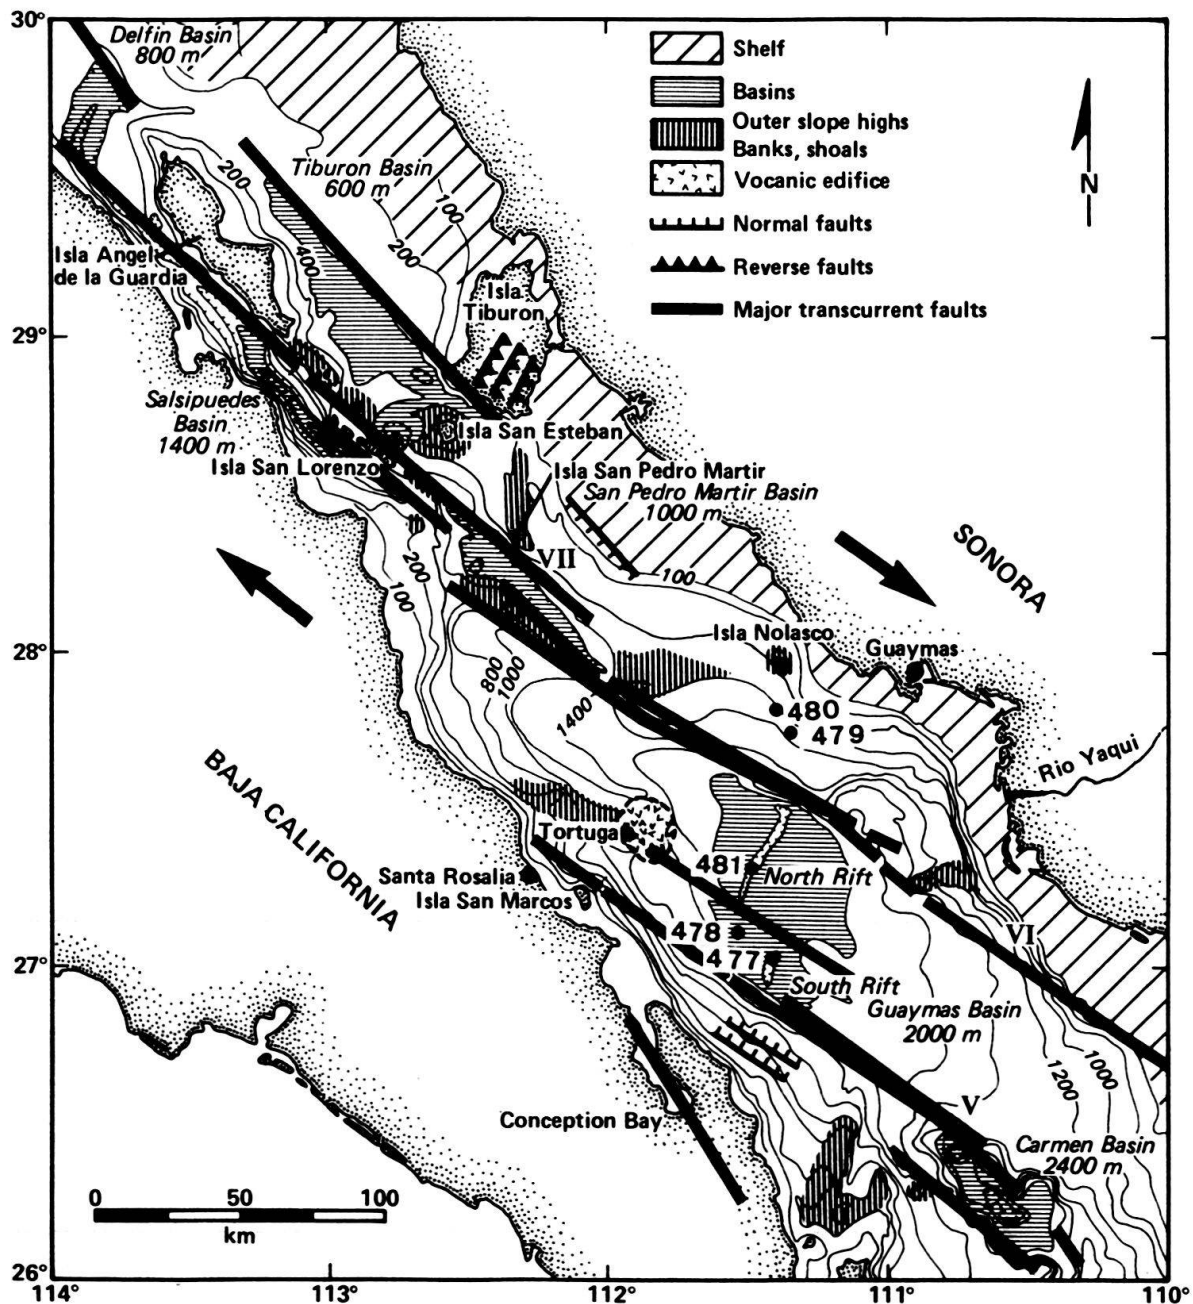 30°
Delfin Basin
800 m
Shelf
Basins
Outer slope highs
Banks, shoals
Vocanic edifice
Normal faults
Reverse faults
Major transcurrent faults
N
200
Tiburon Basin
600 m
100
200
400
Isla Angel
de la Guardia
Isla
Tiburon
29°
Salsipuedes
Basin
1400 m
Isla San Esteban
Isla San Lorenzo
Isla San Pedro Martir
San Pedro Martir Basin
1000 m
SONORA
VII
200
100
100
28°
Isla Nolasco
Guaymas
800
1000
1400
480
479
Rio Yaqui
BAJA CALIFORNIA
Tortuga
481
North Rift
Santa Rosalia
Isla San Marcos
478
477
VI
27°
South Rift
Guaymas Basin
2000 m
1200
1000
V
Conception Bay
Carmen Basin
2400 m
0 50 100
km
26°
114° 113° 112° 111° 110°